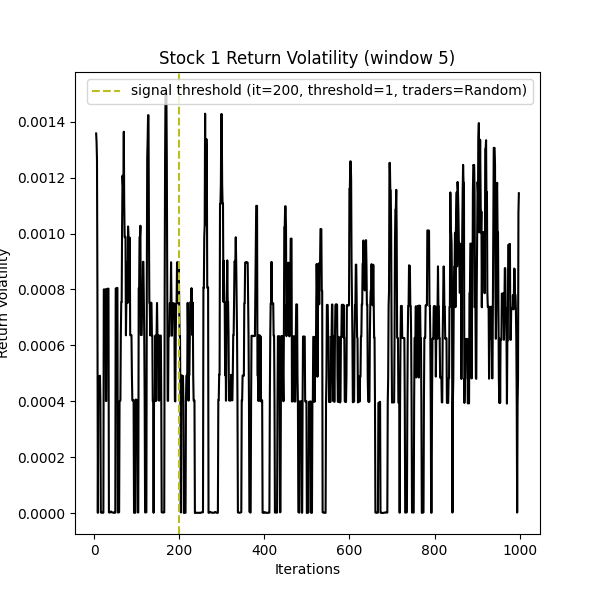 Stock 1 Return Volatility (window 5)
signal threshold (it=200, threshold=1, traders=Random)
0.0014
0.0012
0.0010
0.0008
0.0006
0.0004
0.0002
0.0000
Return Volatility
0 200 400 600 800 1000
Iterations